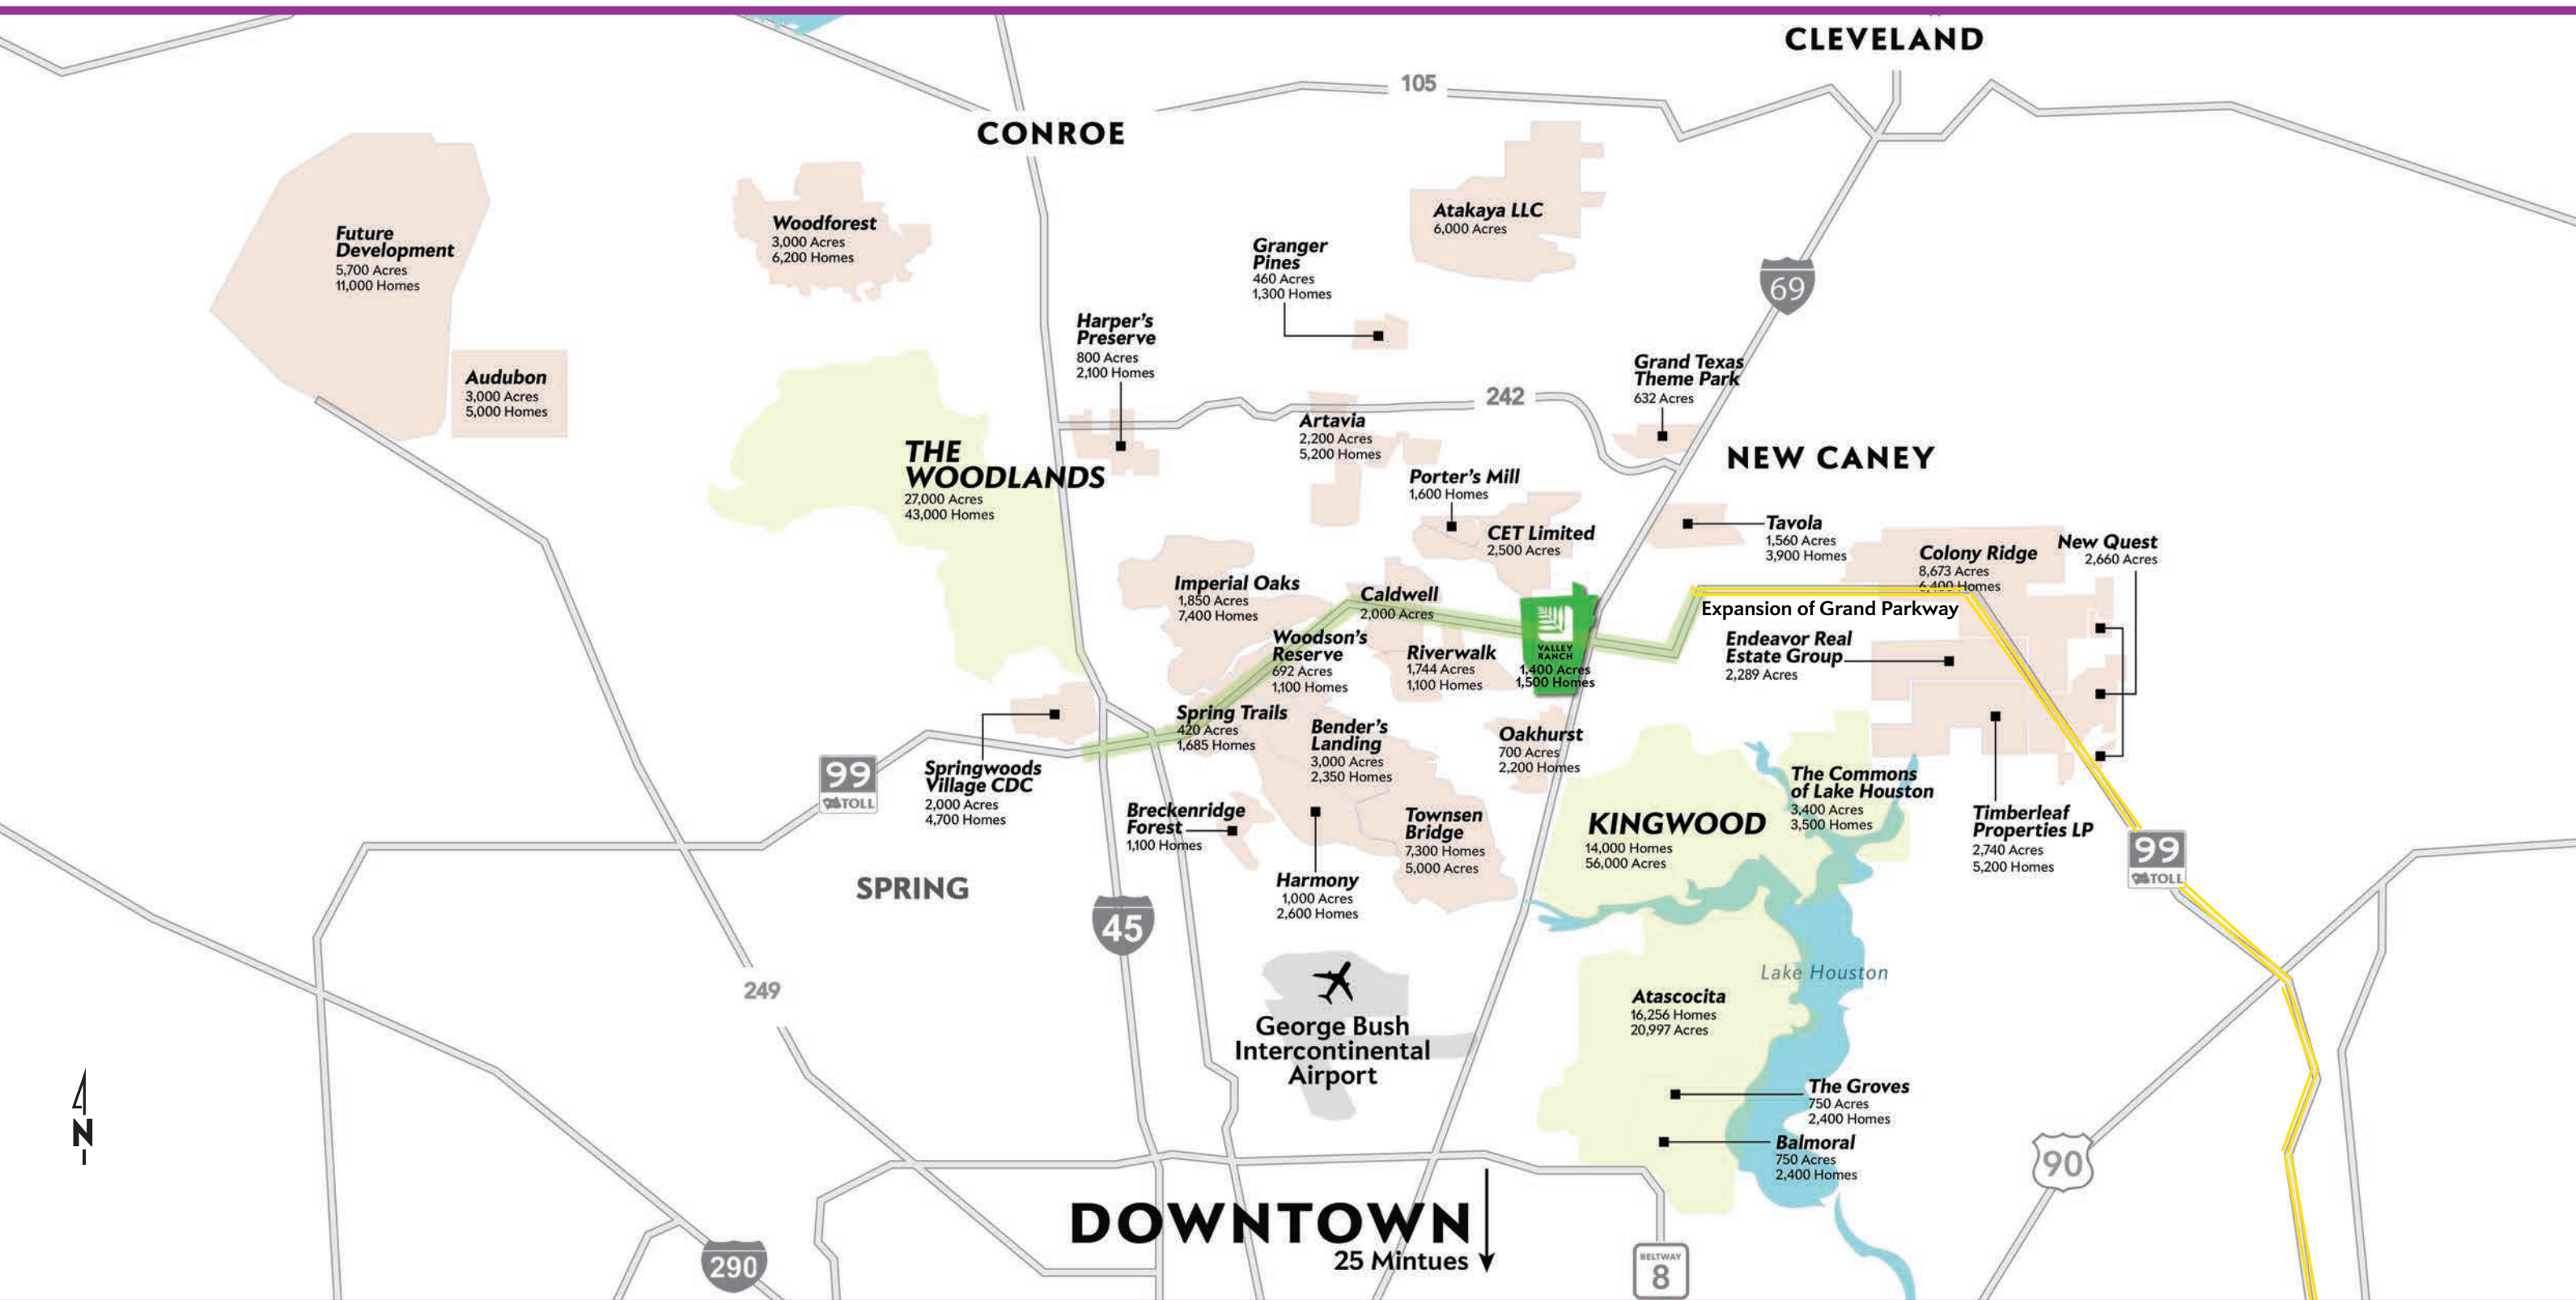 CLEVELAND
105
CONROE
Future
Development
5,700 Acres
11,000 Homes
Woodforest
3,000 Acres
6,200 Homes
Atakaya LLC
6,000 Acres
Granger
Pines
460 Acres
1,300 Homes
69
Harper's
Preserve
800 Acres
2,100 Homes
Grand Texas
Theme Park
632 Acres
Audubon
3,000 Acres
5,000 Homes
242
Artavia
2,200 Acres
5,200 Homes
THE
WOODLANDS
27,000 Acres
43,000 Homes
NEW CANEY
Porter's Mill
1,600 Homes
CET Limited
2,500 Acres
Tavola
1,560 Acres
3,900 Homes
Colony Ridge
8,673 Acres
6,400 Homes
New Quest
2,660 Acres
Imperial Oaks
1,850 Acres
7,400 Homes
Caldwell
2,000 Acres
Expansion of Grand Parkway
Woodson's
Reserve
692 Acres
1,100 Homes
Riverwalk
1,744 Acres
1,100 Homes
VALLEY
RANCH
1,400 Acres
1,500 Homes
Endeavor Real
Estate Group
2,289 Acres
Spring Trails
420 Acres
1,685 Homes
Bender's
Landing
3,000 Acres
2,350 Homes
Oakhurst
700 Acres
2,200 Homes
99
TOLL
Springwoods
Village CDC
2,000 Acres
4,700 Homes
The Commons
of Lake Houston
3,400 Acres
3,500 Homes
Breckenridge
Forest
1,100 Homes
Townsen
Bridge
7,300 Homes
5,000 Acres
KINGWOOD
14,000 Homes
56,000 Acres
Timberleaf
Properties LP
2,740 Acres
5,200 Homes
99
TOLL
SPRING
Harmony
1,000 Acres
2,600 Homes
45
249
Lake Houston
Atascocita
16,256 Homes
20,997 Acres
George Bush
Intercontinental
Airport
The Groves
750 Acres
2,400 Homes
N
Balmoral
750 Acres
2,400 Homes
90
DOWNTOWN
25 Mintues
290
BELTWAY
8